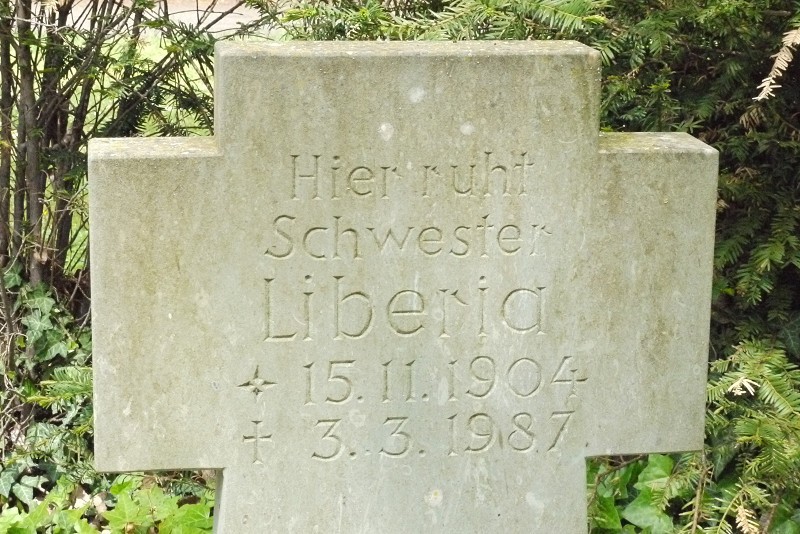 Hier ruht
Schwester
Liberia
✦ 15.11.1904
† 3.3.1987.